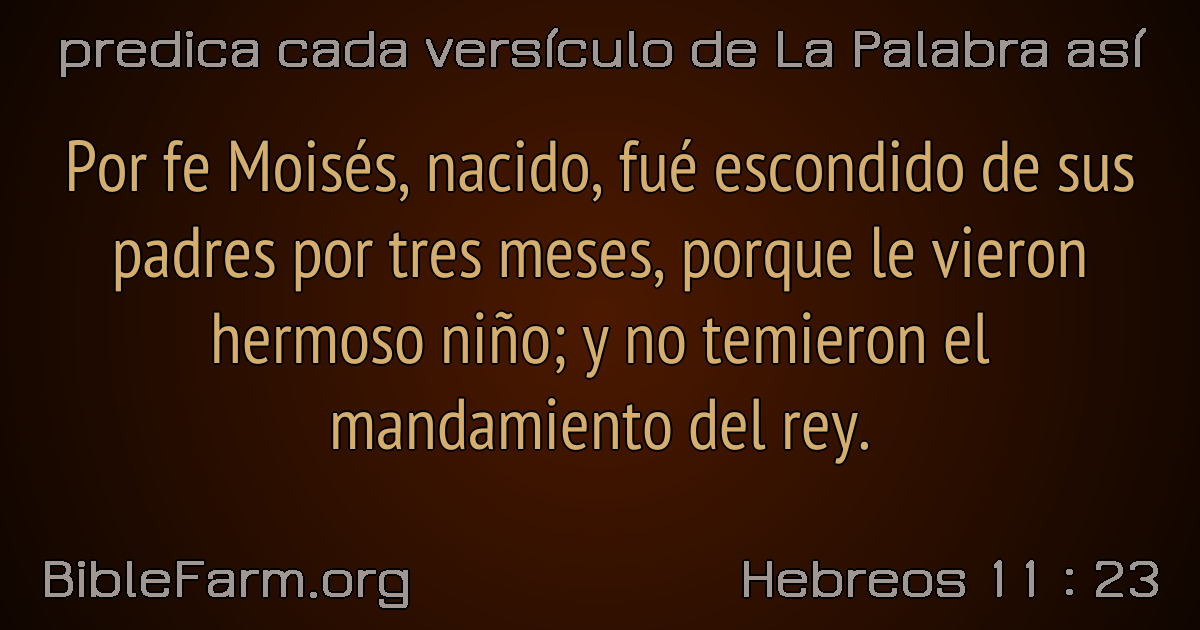 predica cada versículo de La Palabra así
Por fe Moisés, nacido, fué escondido de sus
padres por tres meses, porque le vieron
hermoso niño; y no temieron el
mandamiento del rey.
BibleFarm.org
Hebreos 11 : 23